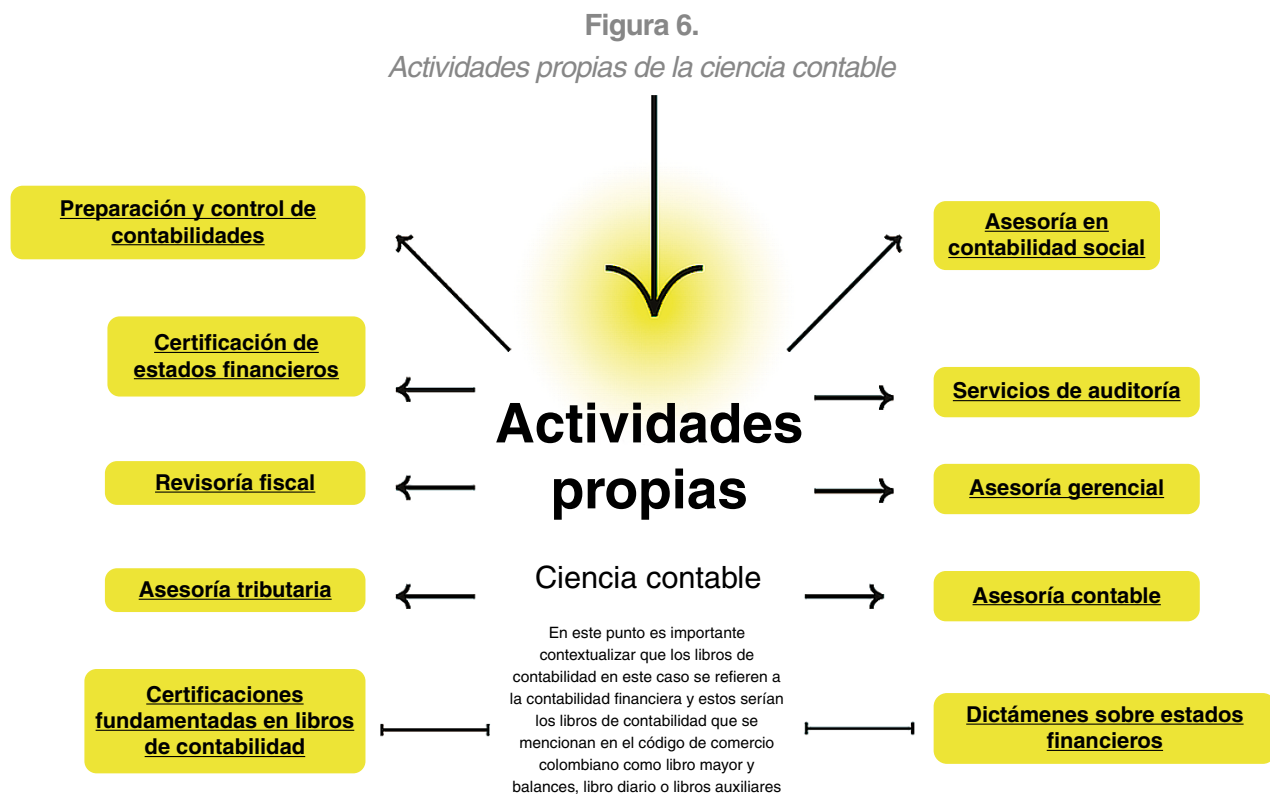 Figura 6.
Actividades propias de la ciencia contable
Preparación y control de
contabilidades
Certificación de
estados financieros
Revisoría fiscal
Asesoría tributaria
Certificaciones
fundamentadas en libros
de contabilidad
Actividades
propias
Ciencia contable
En este punto es importante
contextualizar que los libros de
contabilidad en este caso se refieren a
la contabilidad financiera y estos serían
los libros de contabilidad que se
mencionan en el código de comercio
colombiano como libro mayor y
balances, libro diario o libros auxiliares
Asesoría en
contabilidad social
Servicios de auditoría
Asesoría gerencial
Asesoría contable
Dictámenes sobre estados
financieros